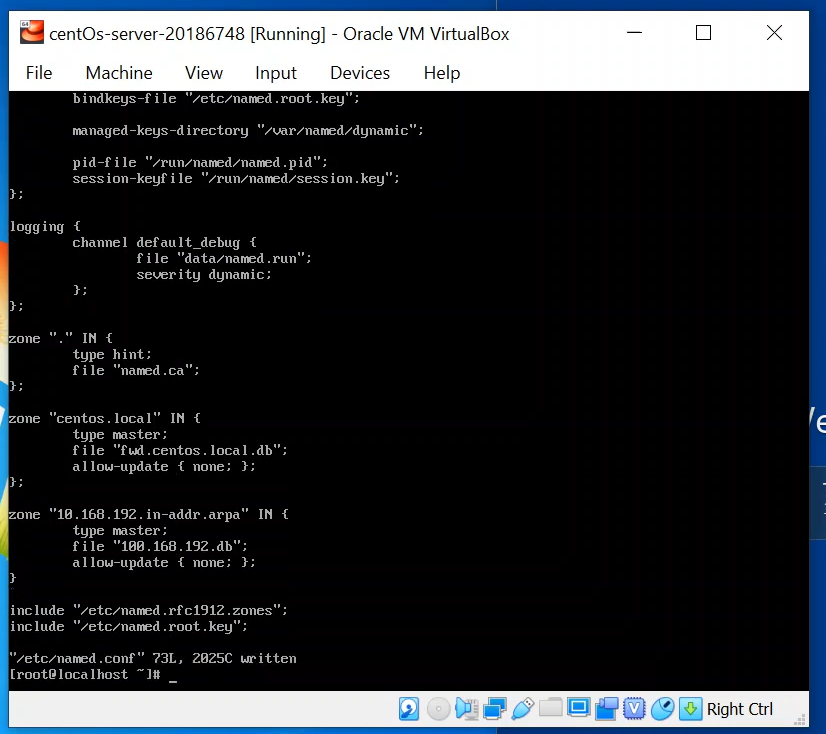 centOs-server-20186748 [Running] - Oracle VM VirtualBox
File Machine View Input Devices Help
bindkeys-file "/etc/named.root.key";
managed-keys-directory "/var/named/dynamic";
pid-file "/run/named/named.pid";
session-keyfile "/run/named/session.key";
};
logging {
channel default_debug {
file "data/named.run";
severity dynamic;
};
};
zone "." IN {
type hint;
file "named.ca";
};
zone "centos.local" IN {
type master;
file "fwd.centos.local.db";
allow-update { none; };
};
zone "10.168.192.in-addr.arpa" IN {
type master;
file "100.168.192.db";
allow-update { none; };
}
include "/etc/named.rfc1912.zones";
include "/etc/named.root.key";
"/etc/named.conf" 73L, 2025C written
[root@localhost ~]# _
Right Ctrl